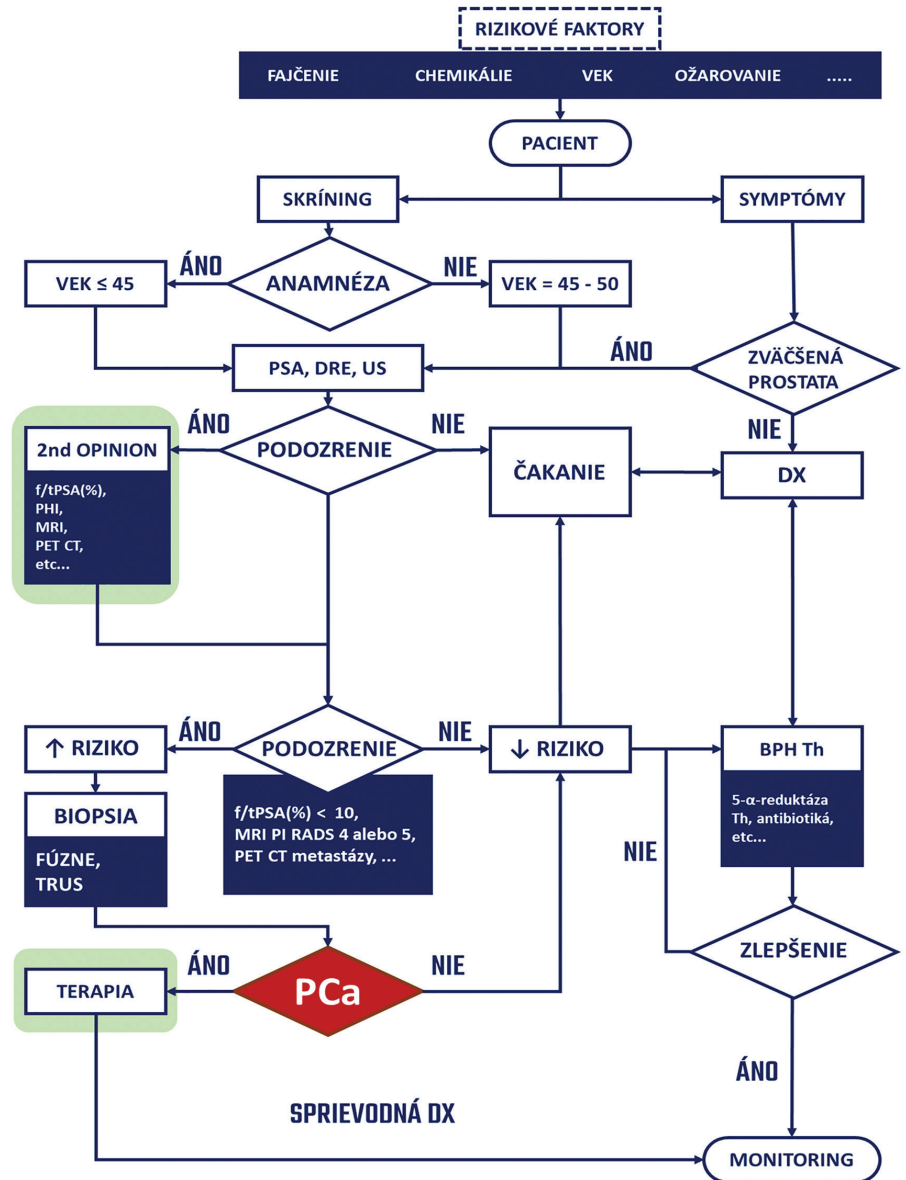 RIZIKOVÉ FAKTORY
FAJČENIE CHEMIKÁLIE VEK OŽAROVANIE .....
PACIENT
SKRÍNING
SYMPTÓMY
ÁNO
ANAMNÉZA
NIE
VEK ≤ 45
VEK = 45 - 50
PSA, DRE, US
ÁNO
ZVÄČŠENÁ
PROSTATA
ÁNO
PODOZRENIE
NIE
NIE
2nd OPINION
f/tPSA(%),
PHI,
MRI,
PET CT,
etc...
ČAKANIE
DX
↑ RIZIKO
ÁNO
PODOZRENIE
NIE
↓ RIZIKO
BPH Th
5-α-reduktáza
Th, antibiotiká,
etc...
f/tPSA(%) < 10,
MRI PI RADS 4 alebo 5,
PET CT metastázy, ...
BIOPSIA
FÚZNE,
TRUS
NIE
ZLEPŠENIE
TERAPIA
ÁNO
PCa
NIE
ÁNO
SPRIEVODNÁ DX
MONITORING